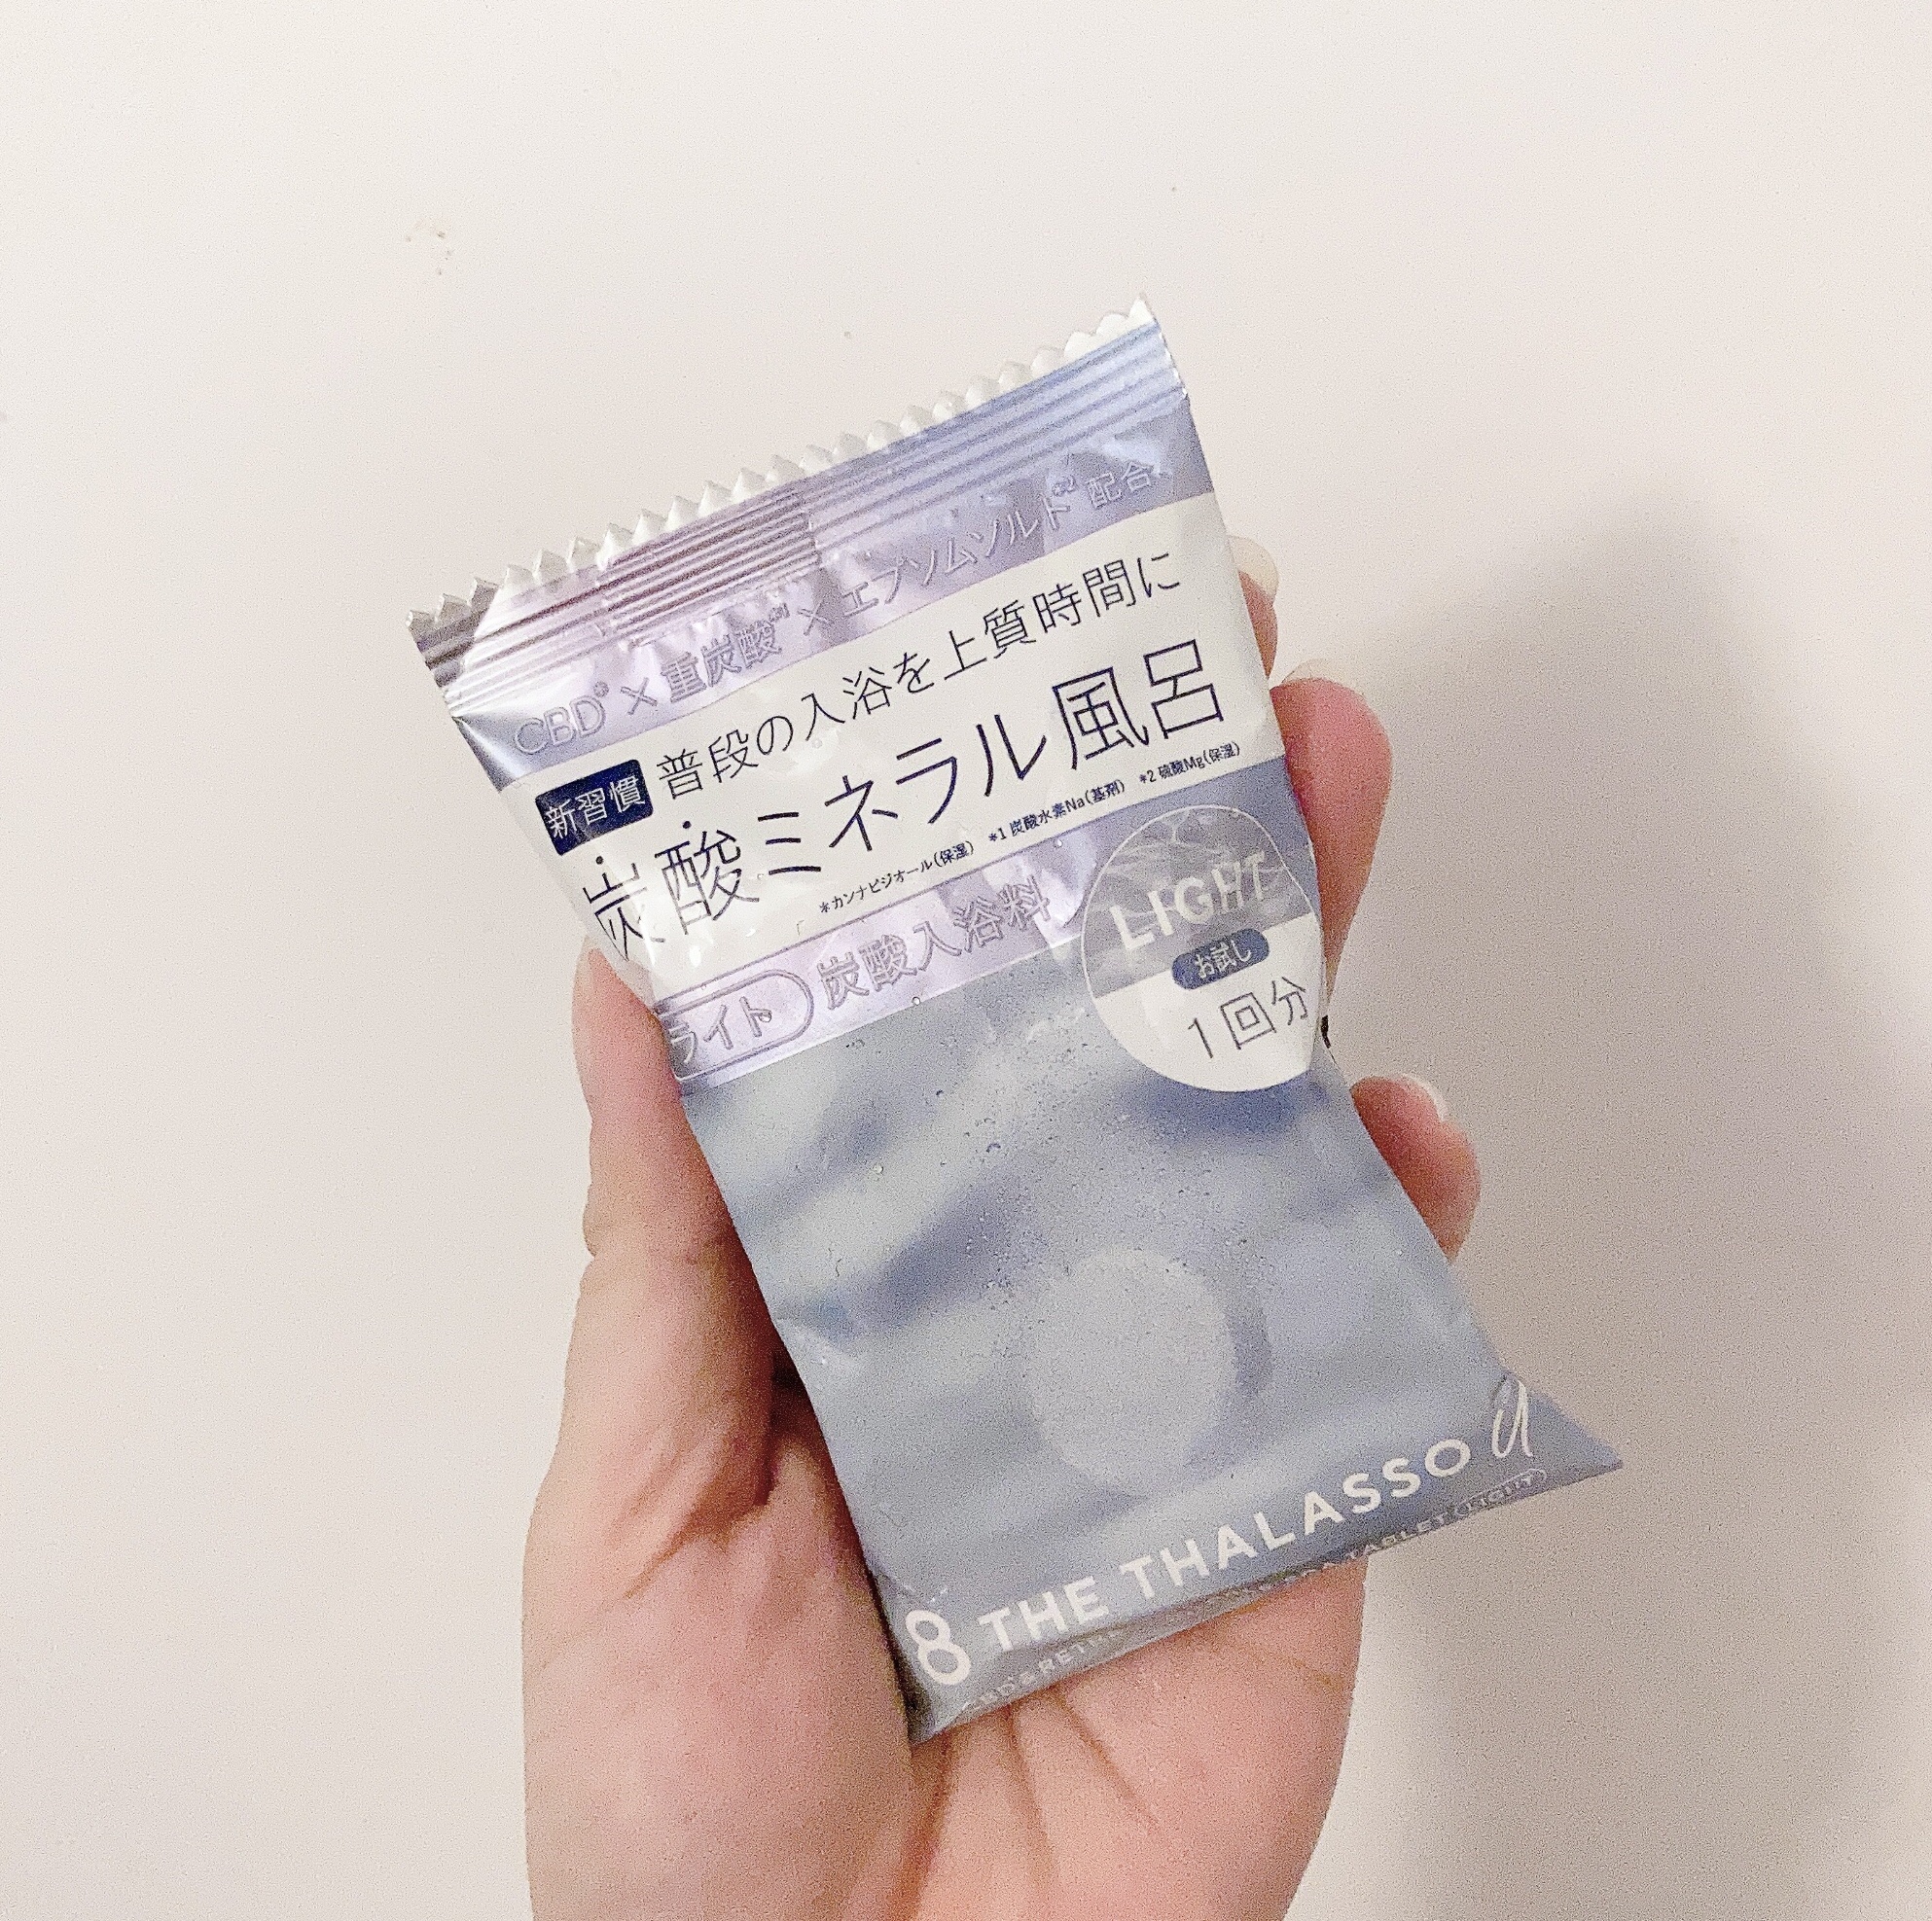 CBD* × 重炭酸*1 × エプソムソルト*2 配合
新習慣 普段の入浴を上質時間に
炭酸ミネラル風呂
*カンナビジオール(保湿) *1 炭酸水素Na(基剤) *2 硫酸Mg(保湿)
ライト 炭酸入浴料
LIGHT
お試し
1回分
8 THE THALASSO u
TABLET (LIGHT)